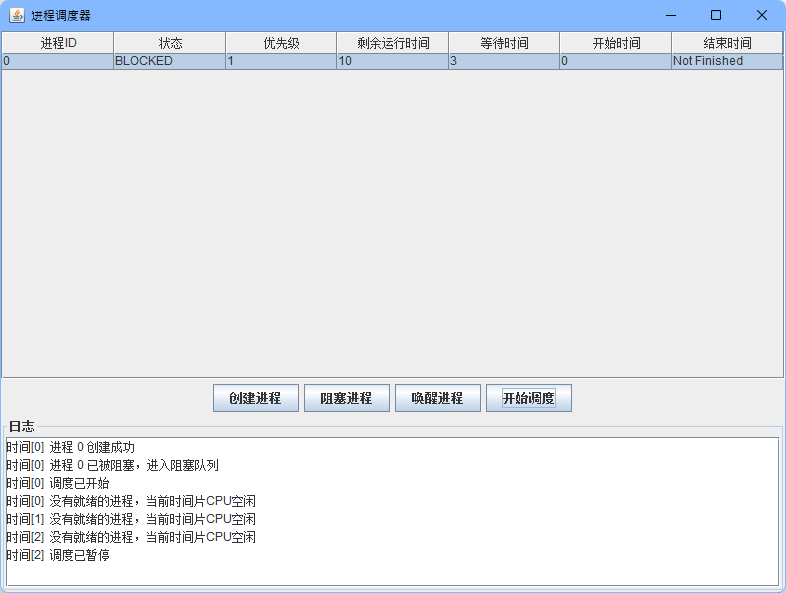 进程调度器
进程ID 状态 优先级 剩余运行时间 等待时间 开始时间 结束时间
0 BLOCKED 1 10 3 0 Not Finished
创建进程 阻塞进程 唤醒进程 开始调度
日志
时间[0] 进程 0 创建成功
时间[0] 进程 0 已被阻塞，进入阻塞队列
时间[0] 调度已开始
时间[0] 没有就绪的进程，当前时间片CPU空闲
时间[1] 没有就绪的进程，当前时间片CPU空闲
时间[2] 没有就绪的进程，当前时间片CPU空闲
时间[2] 调度已暂停